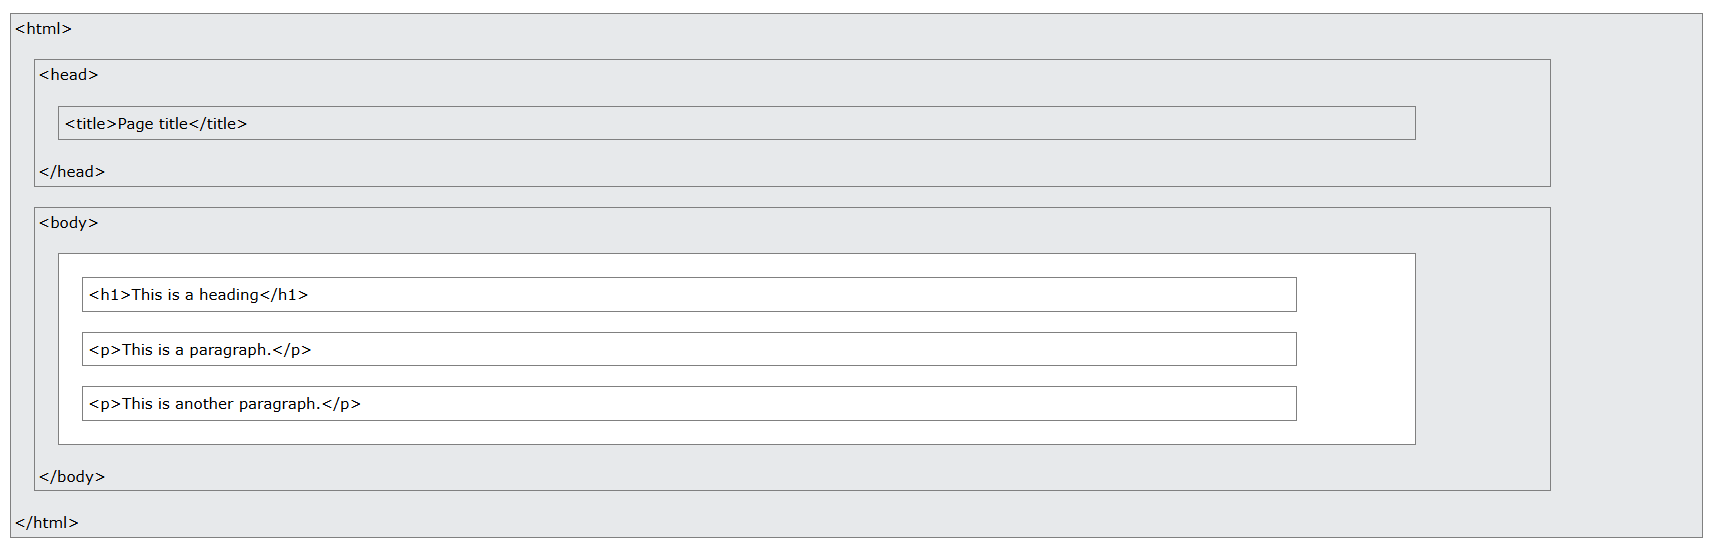 <html>
<head>
<title>Page title</title>
</head>
<body>
<h1>This is a heading</h1>
<p>This is a paragraph.</p>
<p>This is another paragraph.</p>
</body>
</html>